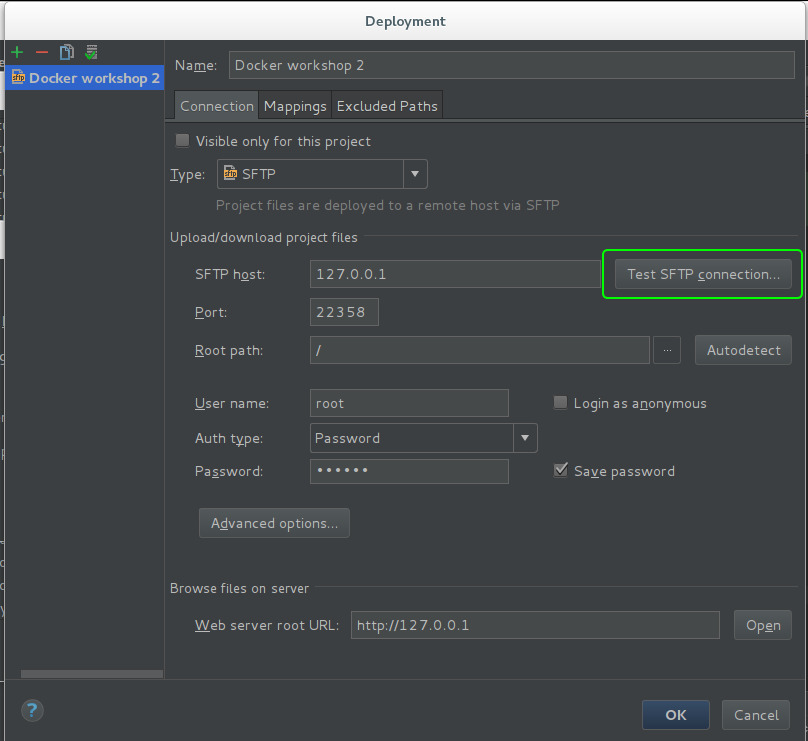 Deployment
Docker workshop 2
Name: Docker workshop 2
Connection Mappings Excluded Paths
Visible only for this project
Type: SFTP
Project files are deployed to a remote host via SFTP
Upload/download project files
SFTP host: 127.0.0.1 Test SFTP connection...
Port: 22358
Root path: / ... Autodetect
User name: root Login as anonymous
Auth type: Password
Password: •••••• Save password
Advanced options...
Browse files on server
Web server root URL: http://127.0.0.1 Open
? OK Cancel